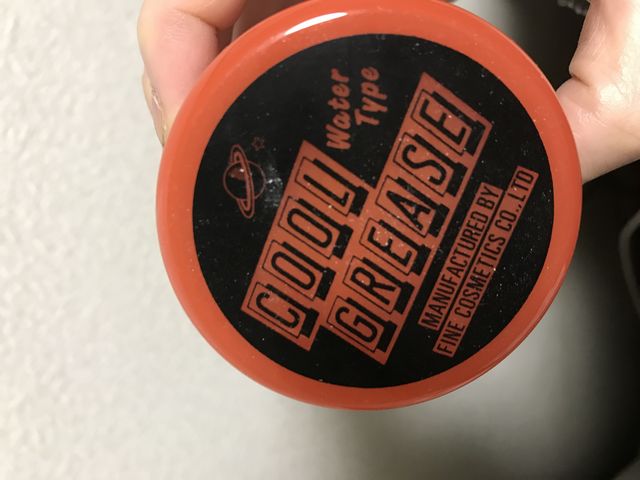 Water
Type
COOL
GREASE
MANUFACTURED BY
FINE COSMETICS CO., LTD